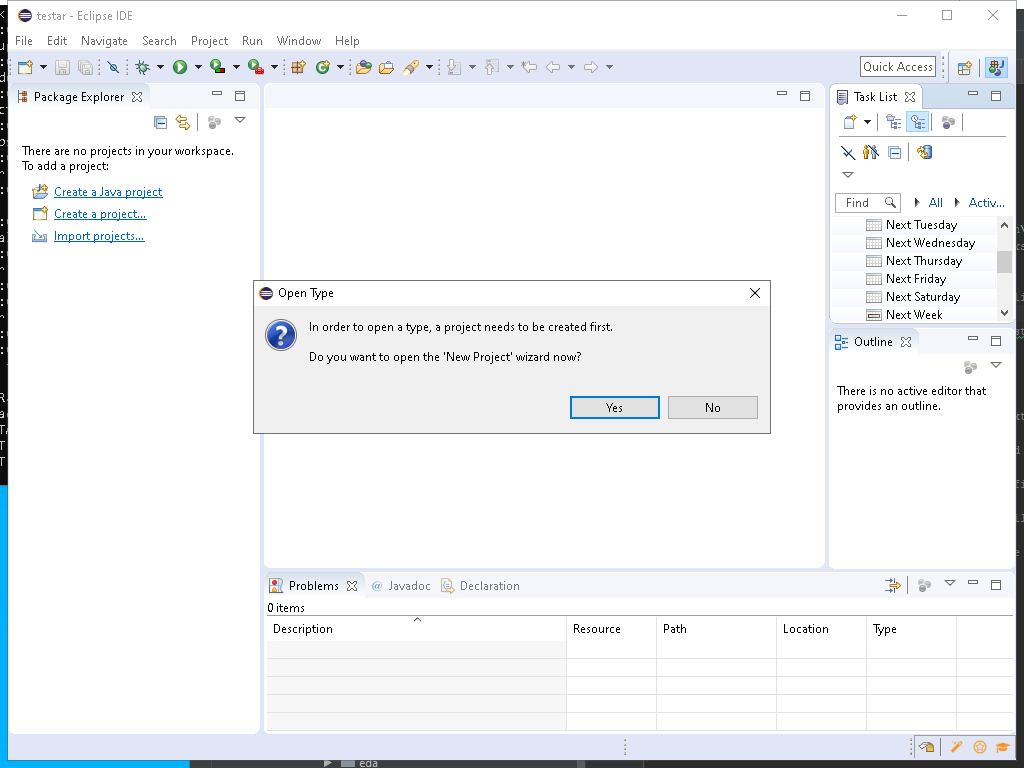 testar - Eclipse IDE
File Edit Navigate Search Project Run Window Help
Quick Access
Package Explorer
There are no projects in your workspace.
To add a project:
Create a Java project
Create a project...
Import projects...
Task List
Find All Activ...
Next Tuesday
Next Wednesday
Next Thursday
Next Friday
Next Saturday
Next Week
Outline
There is no active editor that
provides an outline.
Open Type
In order to open a type, a project needs to be created first.
Do you want to open the 'New Project' wizard now?
Yes No
Problems @ Javadoc Declaration
0 items
Description Resource Path Location Type
eda